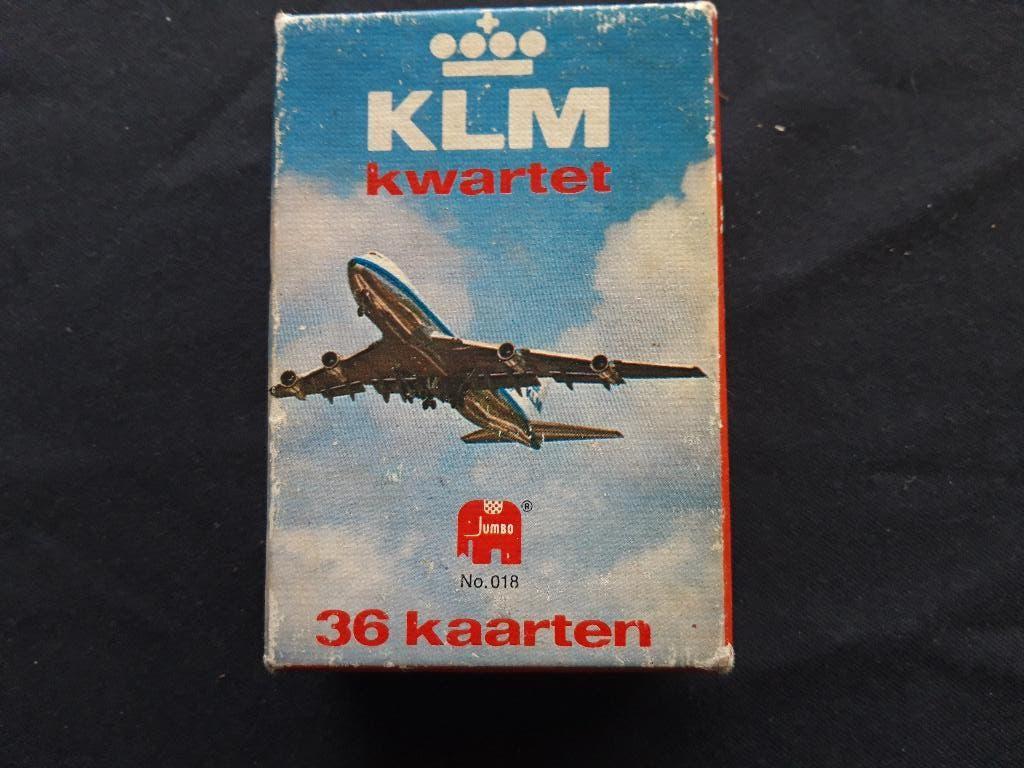 KLM
kwartet
JUMBO ®
No. 018
36 kaarten